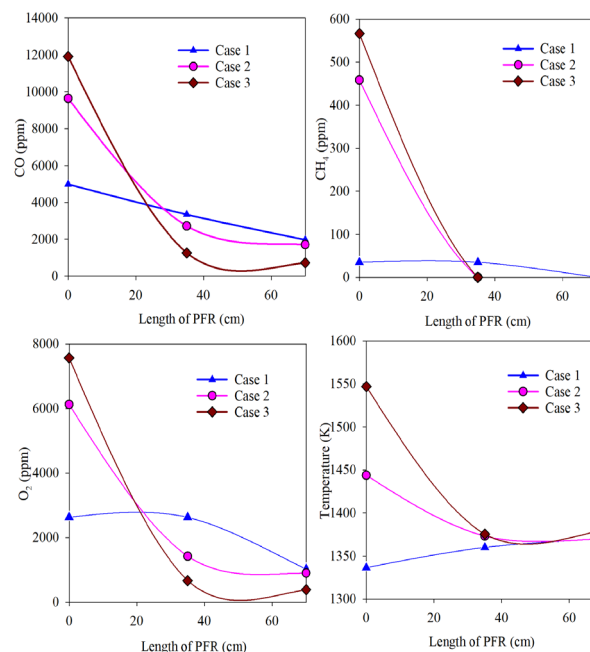 14000
12000
10000
8000
6000
4000
2000
0
CO (ppm)
Case 1
Case 2
Case 3
0 20 40 60
Length of PFR (cm)
600
500
400
300
200
100
0
CH₄ (ppm)
Case 1
Case 2
Case 3
0 20 40 60
Length of PFR (cm)
8000
6000
4000
2000
0
O₂ (ppm)
Case 1
Case 2
Case 3
0 20 40 60
Length of PFR (cm)
1600
1550
1500
1450
1400
1350
1300
Temperature (K)
Case 1
Case 2
Case 3
0 20 40 60
Length of PFR (cm)